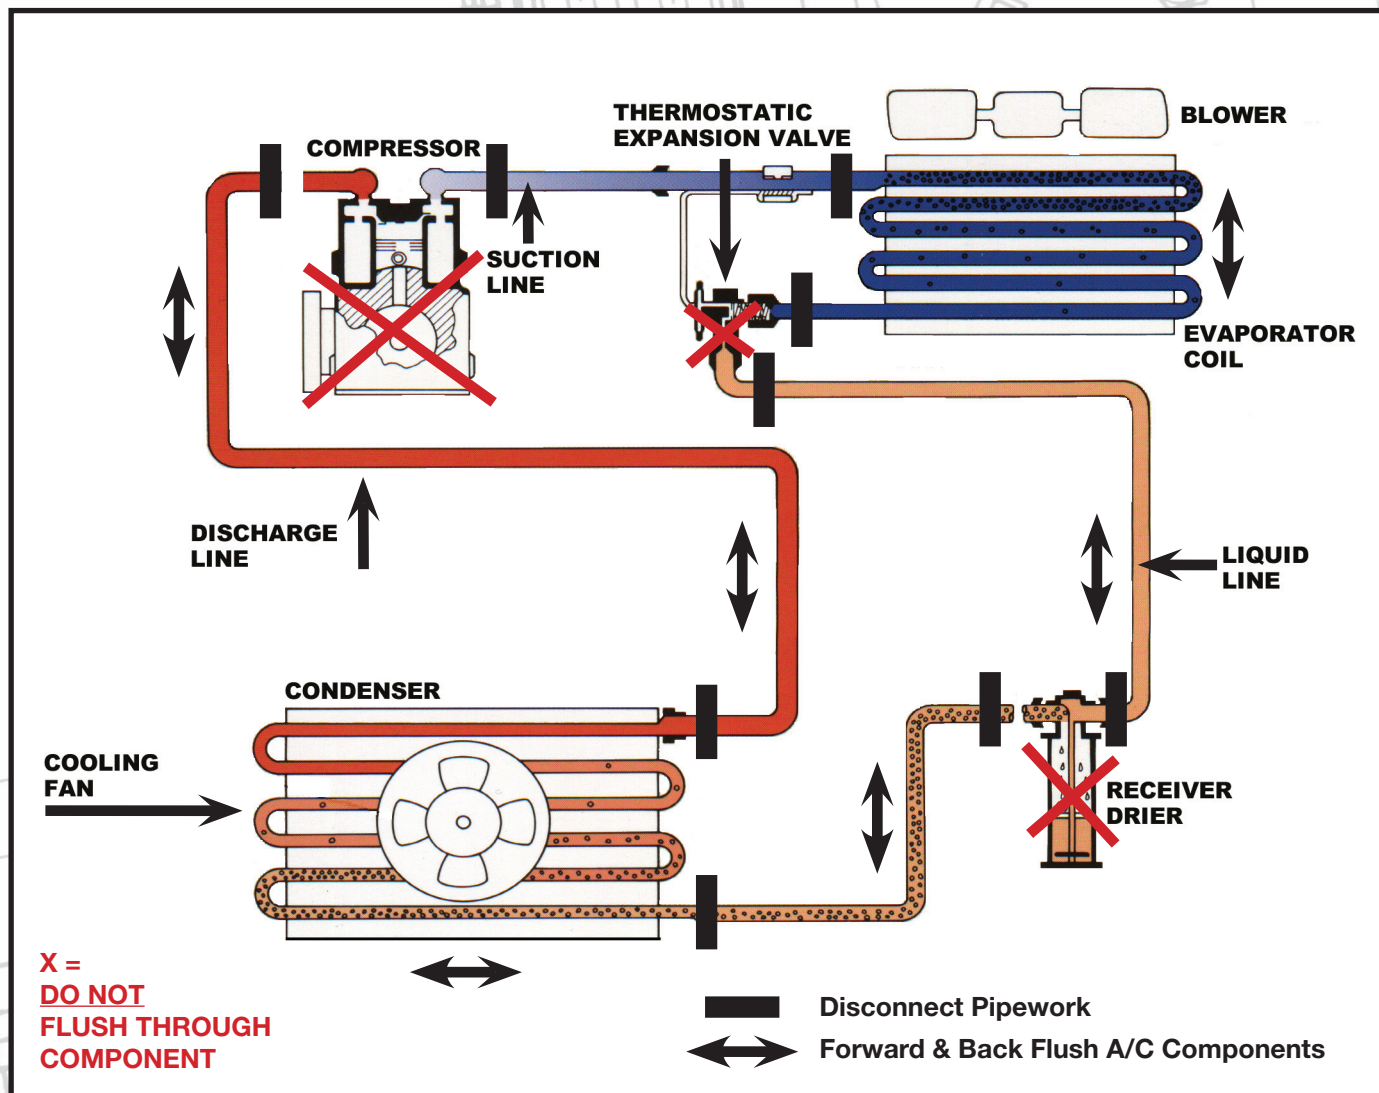 THERMOSTATIC
EXPANSION VALVE
BLOWER
COMPRESSOR
SUCTION
LINE
EVAPORATOR
COIL
DISCHARGE
LINE
LIQUID
LINE
CONDENSER
COOLING
FAN
RECEIVER
DRIER
X =
DO NOT
FLUSH THROUGH
COMPONENT
Disconnect Pipework
Forward & Back Flush A/C Components